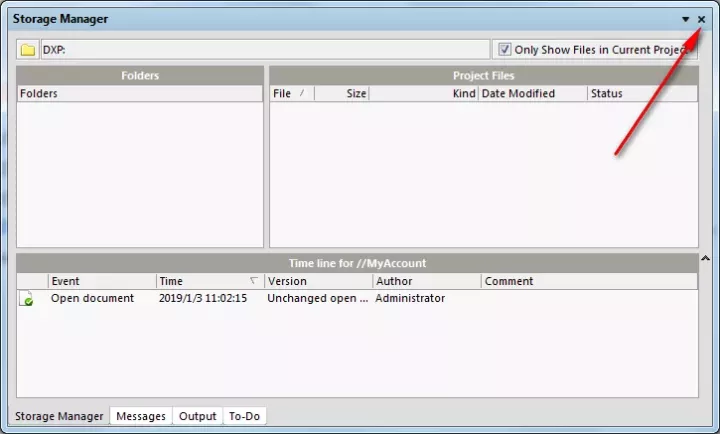 Storage Manager
DXP: Only Show Files in Current Project
Folders Project Files
Folders File Size Kind Date Modified Status
Time line for //MyAccount
Event Time Version Author Comment
Open document 2019/1/3 11:02:15 Unchanged open ... Administrator
Storage Manager Messages Output To-Do